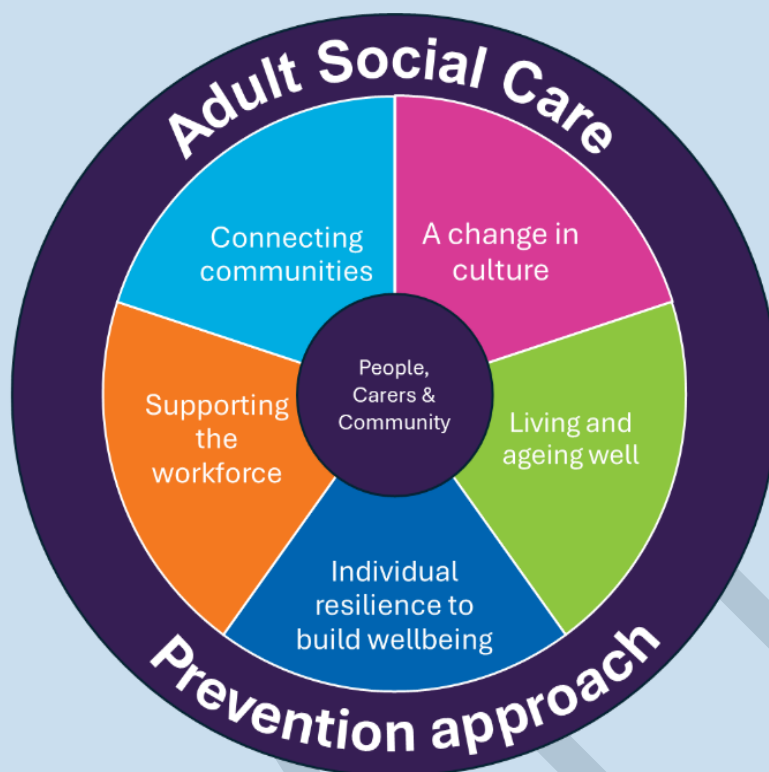 Adult Social Care
Connecting
communities
A change in
culture
People,
Carers &
Community
Supporting
the
workforce
Living and
ageing well
Individual
resilience to
build wellbeing
Prevention approach